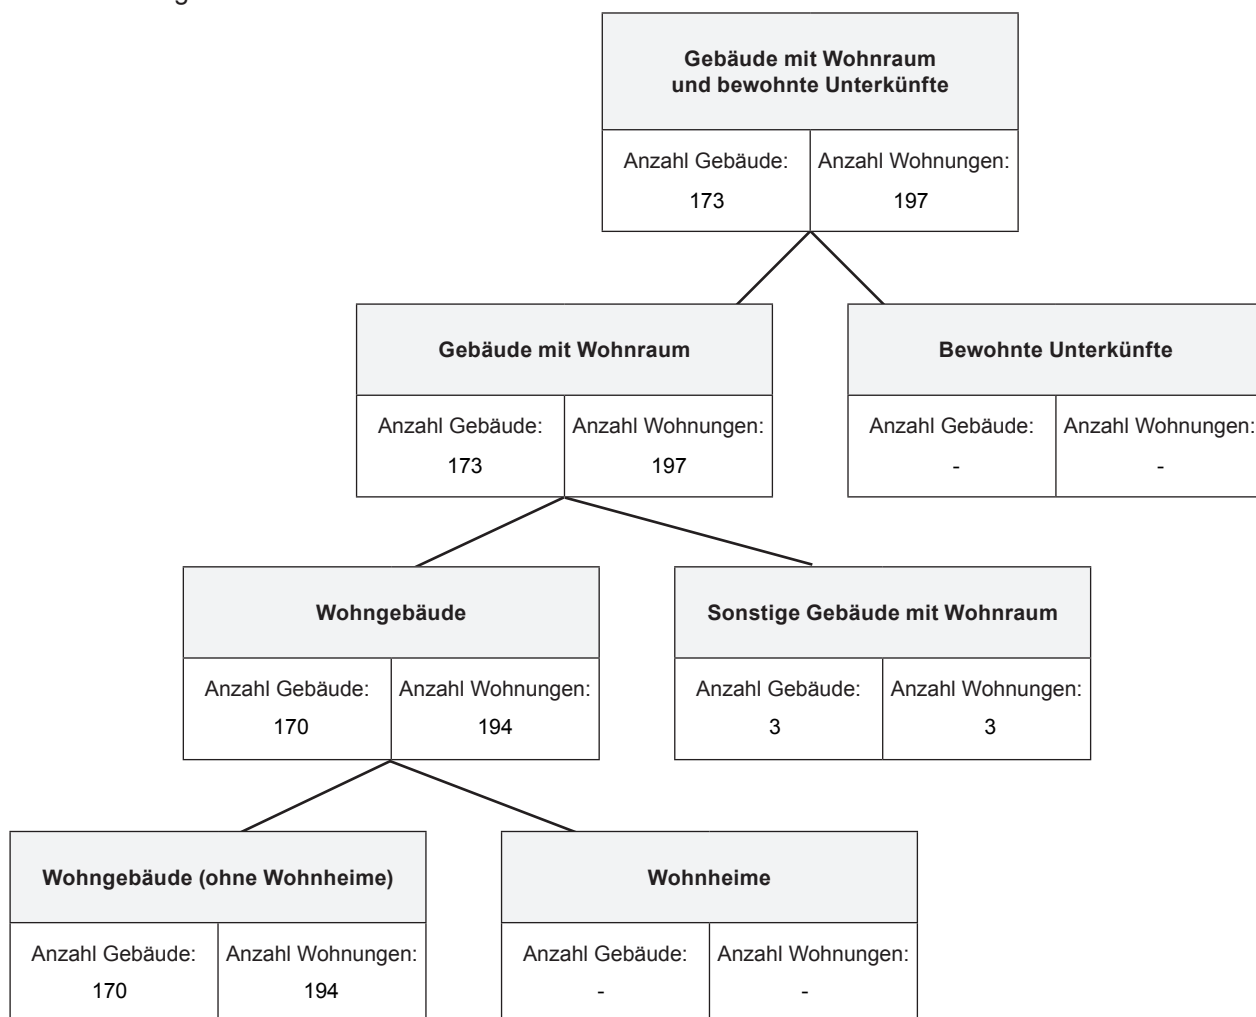 Gebäude mit Wohnraum
und bewohnte Unterkünfte
Anzahl Gebäude: Anzahl Wohnungen:
173 197
Gebäude mit Wohnraum
Anzahl Gebäude: Anzahl Wohnungen:
173 197
Bewohnte Unterkünfte
Anzahl Gebäude: Anzahl Wohnungen:
- -
Wohngebäude
Anzahl Gebäude: Anzahl Wohnungen:
170 194
Sonstige Gebäude mit Wohnraum
Anzahl Gebäude: Anzahl Wohnungen:
3 3
Wohngebäude (ohne Wohnheime)
Anzahl Gebäude: Anzahl Wohnungen:
170 194
Wohnheime
Anzahl Gebäude: Anzahl Wohnungen:
- -